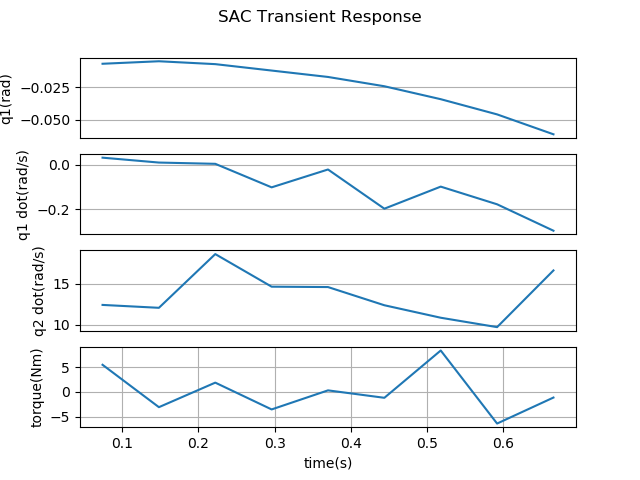 SAC Transient Response
q1(rad)
−0.025
−0.050
q1 dot(rad/s)
0.0
−0.2
q2 dot(rad/s)
15
10
torque(Nm)
5
0
−5
0.1 0.2 0.3 0.4 0.5 0.6
time(s)